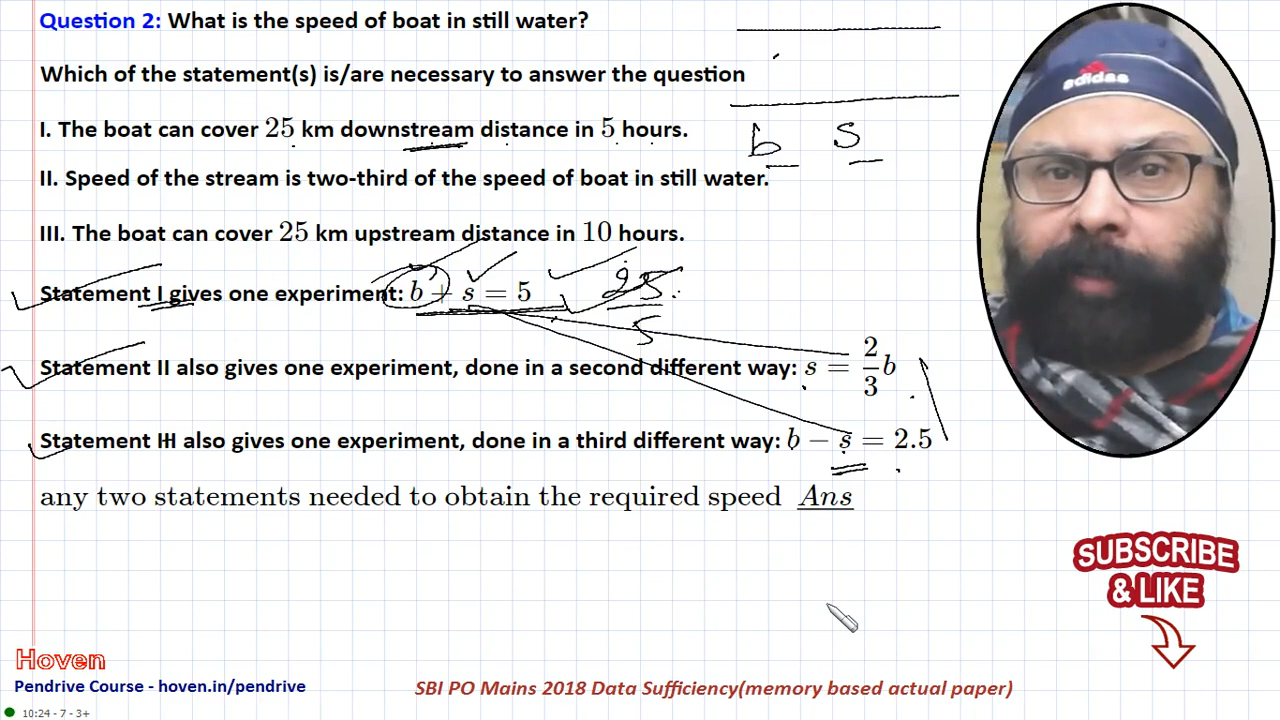 Question 2: What is the speed of boat in still water?
Which of the statement(s) is/are necessary to answer the question
I. The boat can cover 25 km downstream distance in 5 hours.
b s
II. Speed of the stream is two-third of the speed of boat in still water.
III. The boat can cover 25 km upstream distance in 10 hours.
Statement I gives one experiment: b + s = 5
25
5
Statement II also gives one experiment, done in a second different way: s = 2/3 b
Statement III also gives one experiment, done in a third different way: b − s = 2.5
any two statements needed to obtain the required speed Ans
adidas
SUBSCRIBE
& LIKE
Hoven
Pendrive Course - hoven.in/pendrive
SBI PO Mains 2018 Data Sufficiency(memory based actual paper)
10:24 - 7 - 3+